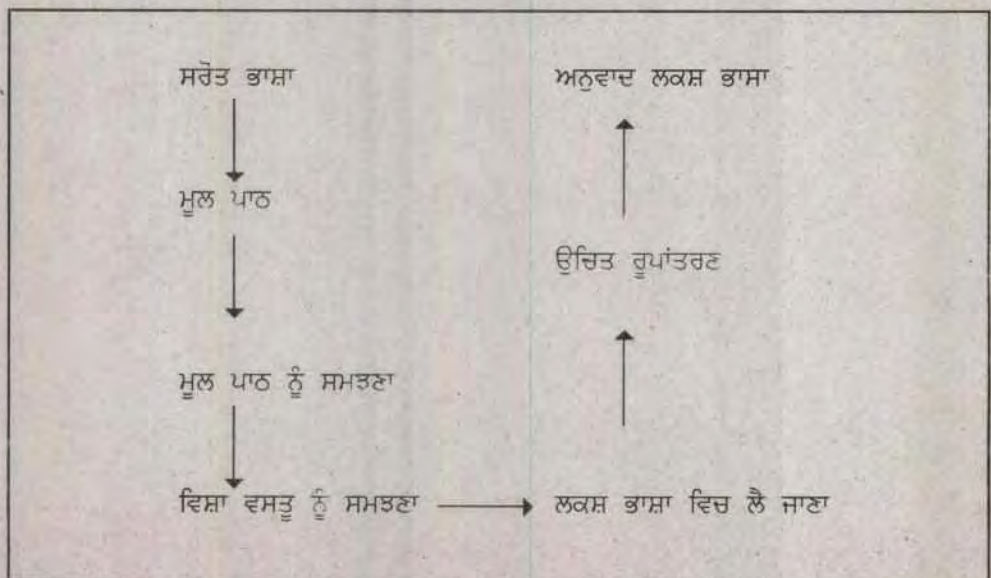 ਸਰੋਤ ਭਾਸ਼ਾ
ਮੂਲ ਪਾਠ
ਮੂਲ ਪਾਠ ਨੂੰ ਸਮਝਣਾ
ਵਿਸ਼ਾ ਵਸਤੂ ਨੂੰ ਸਮਝਣਾ
ਲਕਸ਼ ਭਾਸ਼ਾ ਵਿਚ ਲੈ ਜਾਣਾ
ਉਚਿਤ ਰੂਪਾਂਤਰਣ
ਅਨੁਵਾਦ ਲਕਸ਼ ਭਾਸਾ